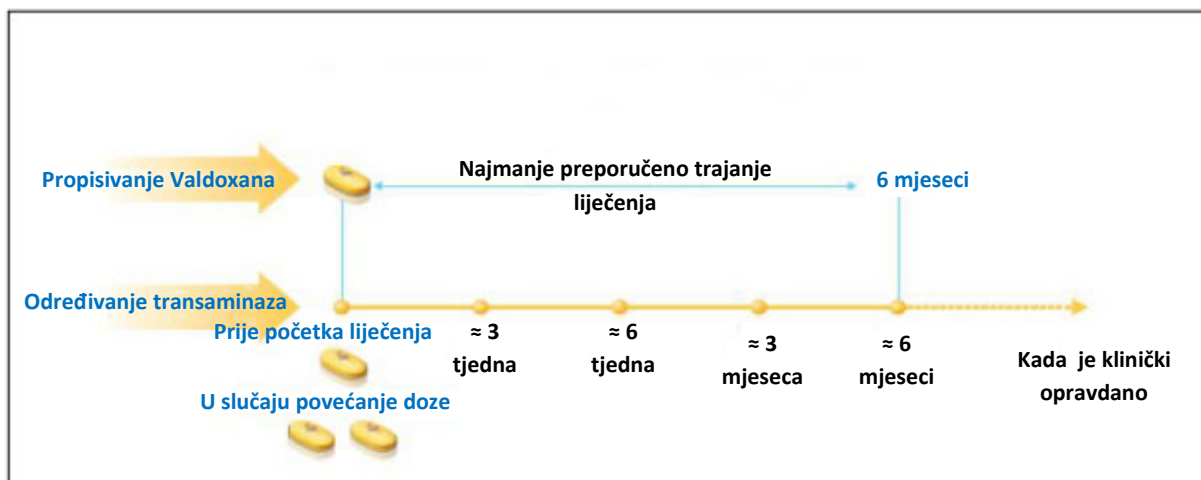 Propisivanje Valdoxana
Najmanje preporučeno trajanje
liječenja
6 mjeseci
Određivanje transaminaza
Prije početka liječenja
≈ 3
tjedna
≈ 6
tjedna
≈ 3
mjeseca
≈ 6
mjeseci
Kada je klinički
opravdano
U slučaju povećanje doze